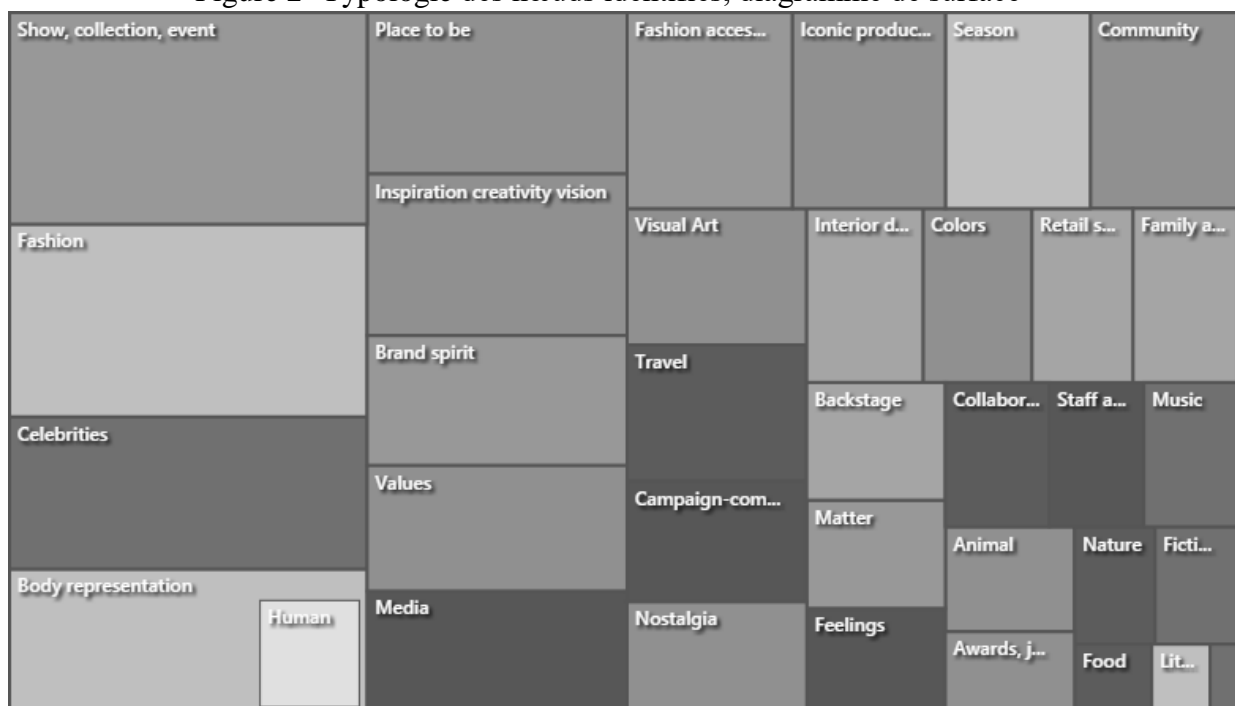 Show, collection, event
Place to be
Fashion acces...
Iconic produc...
Season
Community
Inspiration creativity vision
Fashion
Visual Art
Interior d...
Colors
Retail s...
Family a...
Brand spirit
Travel
Backstage
Collabor...
Staff a...
Music
Celebrities
Values
Campaign-com...
Matter
Animal
Nature
Ficti...
Body representation
Human
Media
Nostalgia
Feelings
Awards, j...
Food
Lit...